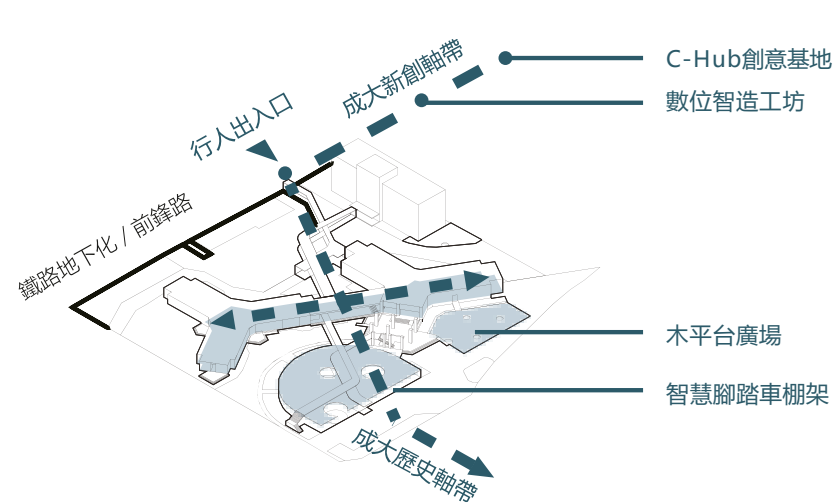 C-Hub創意基地
成大新創軸帶
數位智造工坊
行人出入口
鐵路地下化 / 前鋒路
木平台廣場
智慧腳踏車棚架
成大歷史軸帶